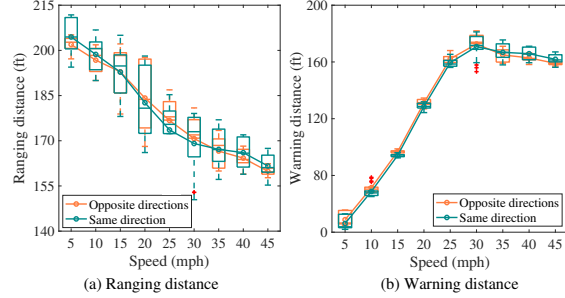 (a)
215
200
185
170
155
140
Ranging distance (ft)
Opposite directions
Same direction
5 10 15 20 25 30 35 40 45
Speed (mph)
(a) Ranging distance
(b)
200
160
120
80
0
Warning distance (ft)
Opposite directions
Same direction
5 10 15 20 25 30 35 40 45
Speed (mph)
(b) Warning distance